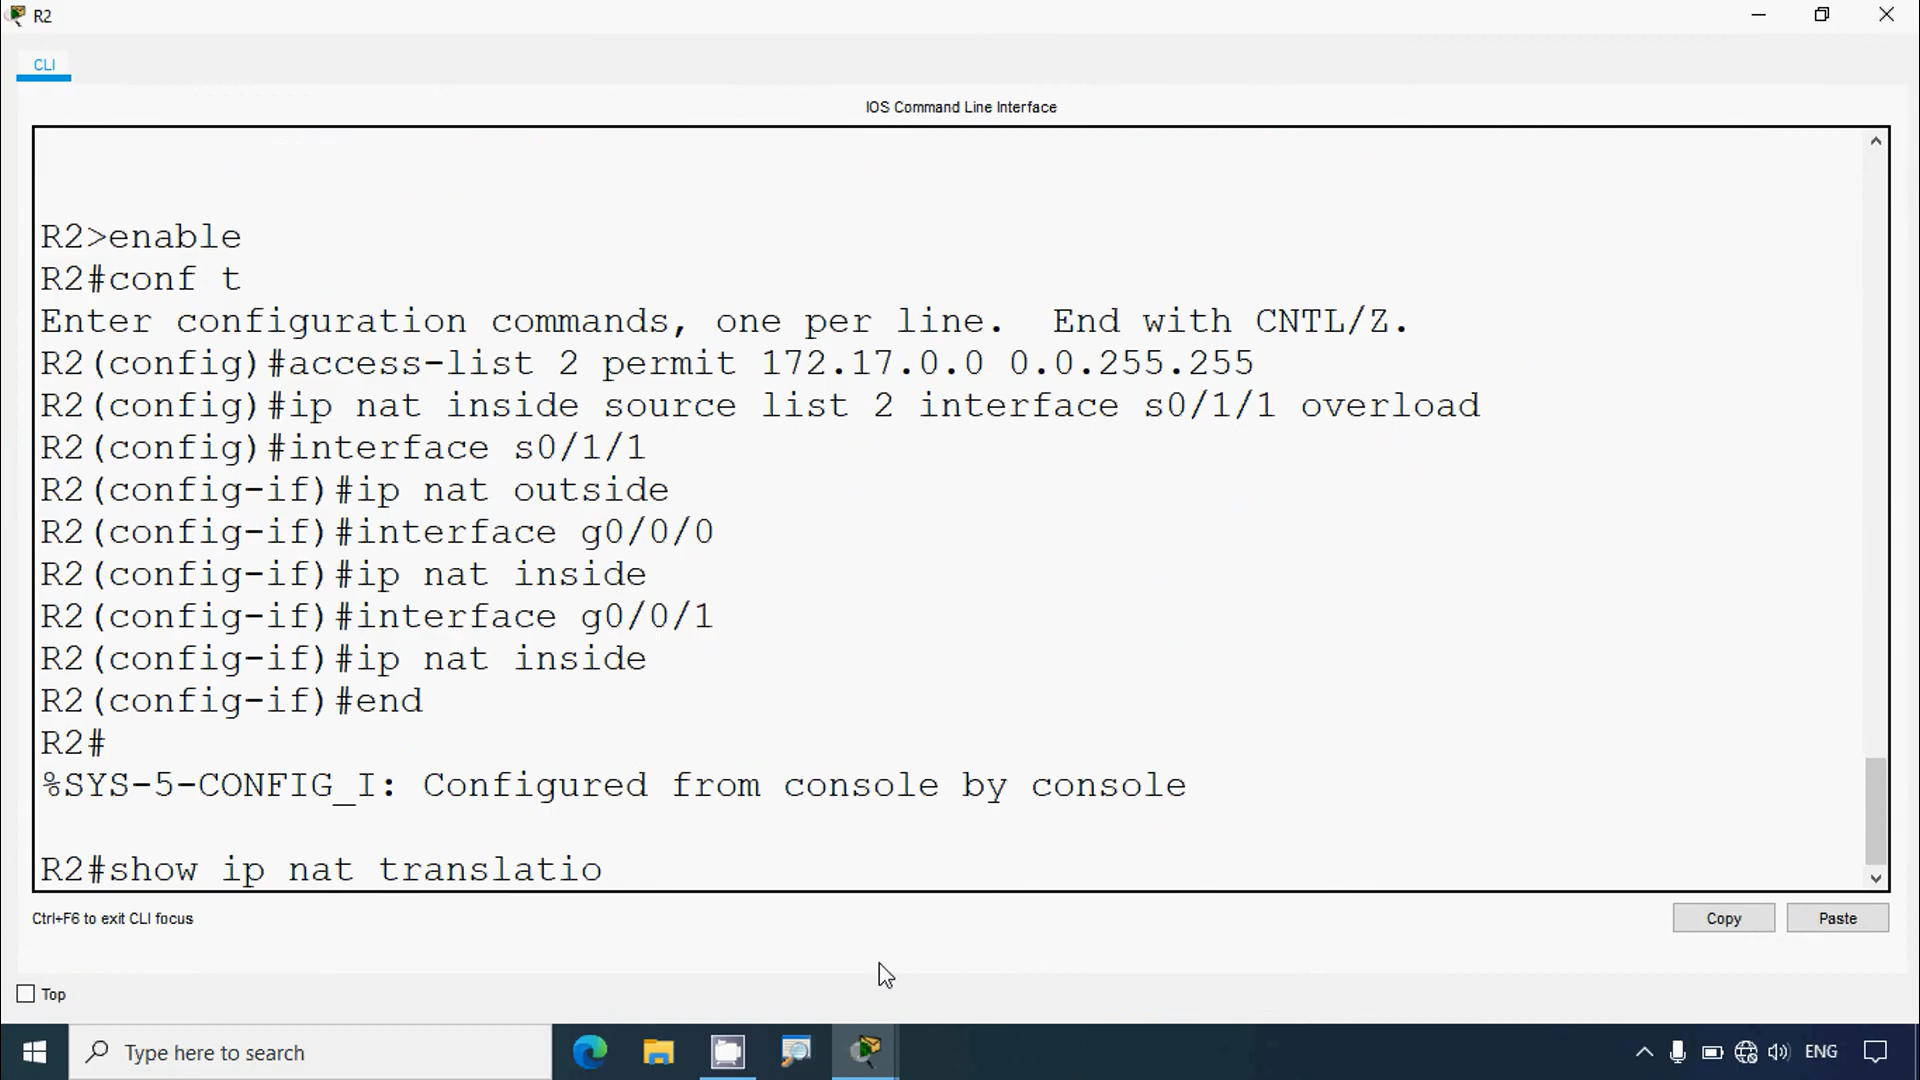 R2
CLI
IOS Command Line Interface
R2>enable
R2#conf t
Enter configuration commands, one per line.  End with CNTL/Z.
R2(config)#access-list 2 permit 172.17.0.0 0.0.255.255
R2(config)#ip nat inside source list 2 interface s0/1/1 overload
R2(config)#interface s0/1/1
R2(config-if)#ip nat outside
R2(config-if)#interface g0/0/0
R2(config-if)#ip nat inside
R2(config-if)#interface g0/0/1
R2(config-if)#ip nat inside
R2(config-if)#end
R2#
%SYS-5-CONFIG_I: Configured from console by console
R2#show ip nat translatio
Ctrl+F6 to exit CLI focus
Copy
Paste
Top
Type here to search
ENG